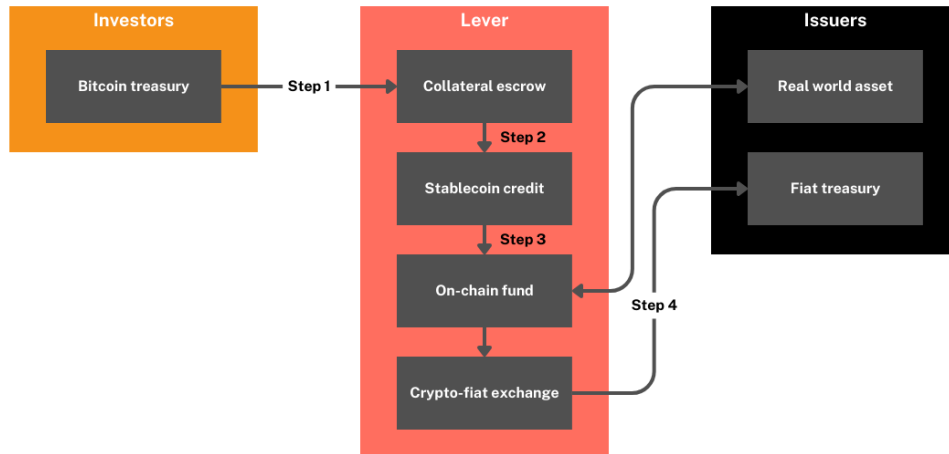 Investors
Lever
Issuers
Bitcoin treasury
Step 1
Collateral escrow
Real world asset
Step 2
Stablecoin credit
Fiat treasury
Step 3
On-chain fund
Step 4
Crypto-fiat exchange